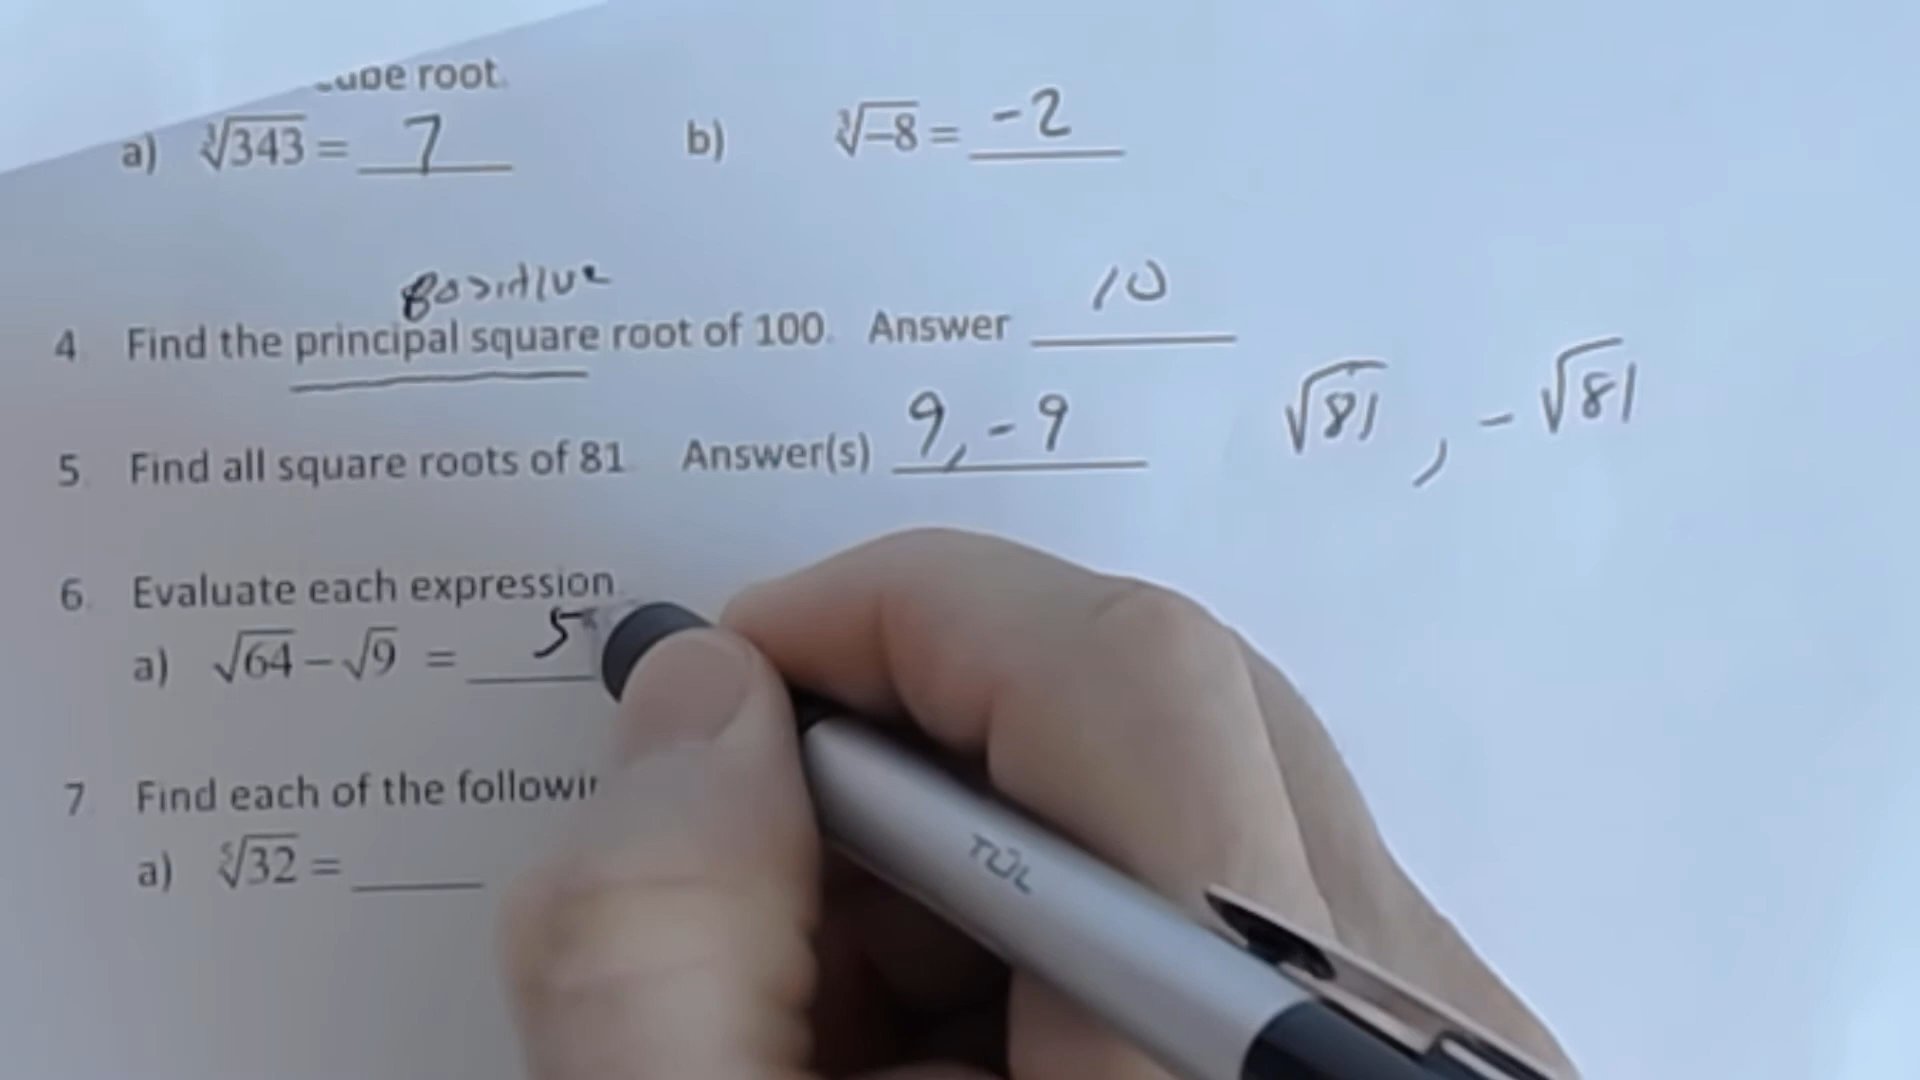 root.
a) ∛343 = 7 b) ∛-8 = -2
positive
4. Find the principal square root of 100. Answer 10
5. Find all square roots of 81 Answer(s) 9, -9 √81, -√81
6. Evaluate each expression.
a) √64 - √9 = 5
7. Find each of the
a) ⁵√32 = ____
TUL